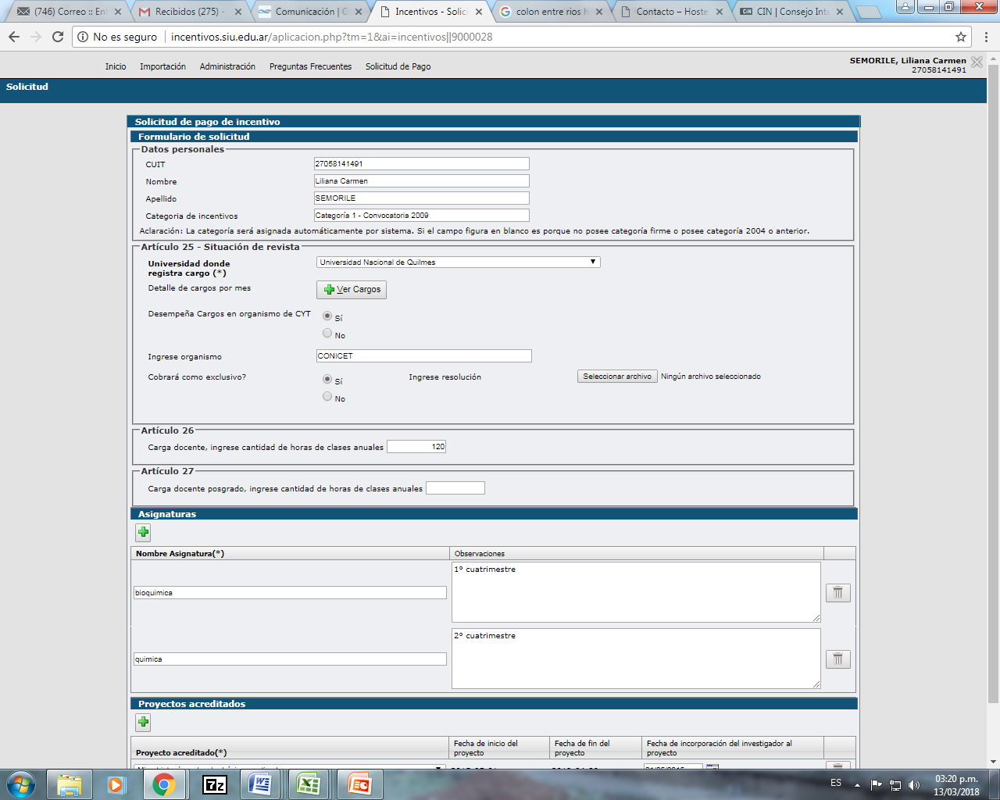 (746) Correo :: Ent
Recibidos (275) -
Comunicación | G
Incentivos - Solici
colon entre rios h
Contacto – Hoste
CIN | Consejo Inte
No es seguro | incentivos.siu.edu.ar/aplicacion.php?tm=1&ai=incentivos||9000028
Inicio Importación Administración Preguntas Frecuentes Solicitud de Pago
SEMORILE, Liliana Carmen
27058141491
Solicitud
Solicitud de pago de incentivo
Formulario de solicitud
Datos personales
CUIT 27058141491
Nombre Liliana Carmen
Apellido SEMORILE
Categoria de incentivos Categoría 1 - Convocatoria 2009
Aclaración: La categoría será asignada automáticamente por sistema. Si el campo figura en blanco es porque no posee categoría firme o posee categoría 2004 o anterior.
Artículo 25 - Situación de revista
Universidad donde
registra cargo (*)
Universidad Nacional de Quilmes
Detalle de cargos por mes Ver Cargos
Desempeña Cargos en organismo de CYT Sí
No
Ingrese organismo CONICET
Cobrará como exclusivo? Sí Ingrese resolución Seleccionar archivo Ningún archivo seleccionado
No
Artículo 26
Carga docente, ingrese cantidad de horas de clases anuales 120
Artículo 27
Carga docente posgrado, ingrese cantidad de horas de clases anuales
Asignaturas
Nombre Asignatura(*) Observaciones
1º cuatrimestre
bioquimica
2º cuatrimestre
quimica
Proyectos acreditados
Proyecto acreditado(*)
Fecha de inicio del
proyecto
Fecha de fin del
proyecto
Fecha de incorporación del investigador al
proyecto
ES
03:20 p.m.
13/03/2018